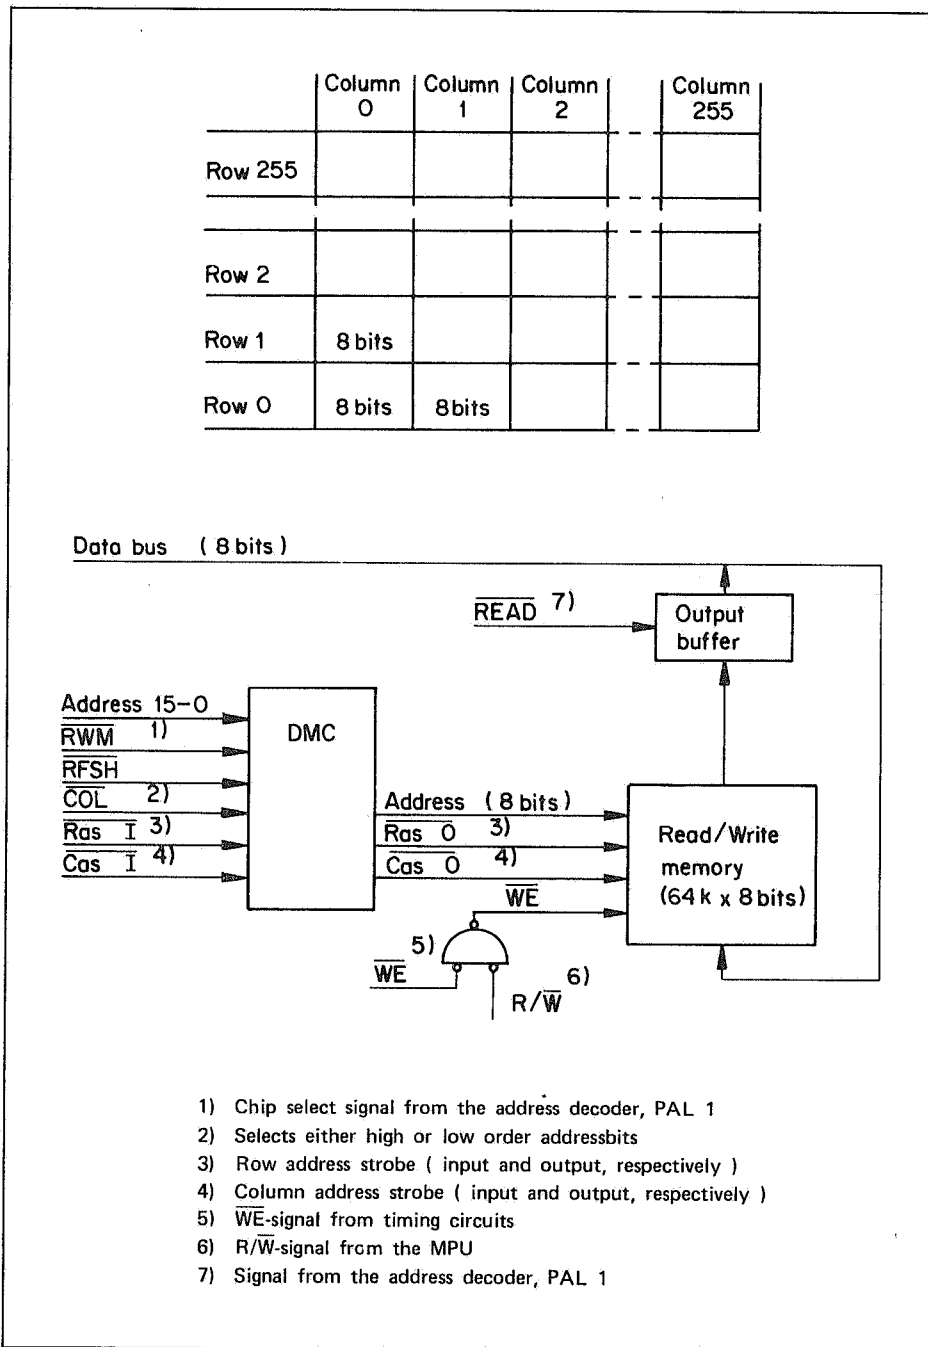 Column 0 Column 1 Column 2 Column 255
Row 255
Row 2
Row 1 8 bits
Row 0 8 bits 8bits
Data bus ( 8 bits )
READ 7)
Output
buffer
Address 15-0
RWM 1)
RFSH
COL 2)
Ras I 3)
Cas I 4)
DMC
Address ( 8 bits )
Ras O 3)
Cas O 4)
WE
Read/Write
memory
(64 k x 8 bits)
5)
WE
6)
R/W
1) Chip select signal from the address decoder, PAL 1
2) Selects either high or low order addressbits
3) Row address strobe ( input and output, respectively )
4) Column address strobe ( input and output, respectively )
5) WE-signal from timing circuits
6) R/W-signal from the MPU
7) Signal from the address decoder, PAL 1